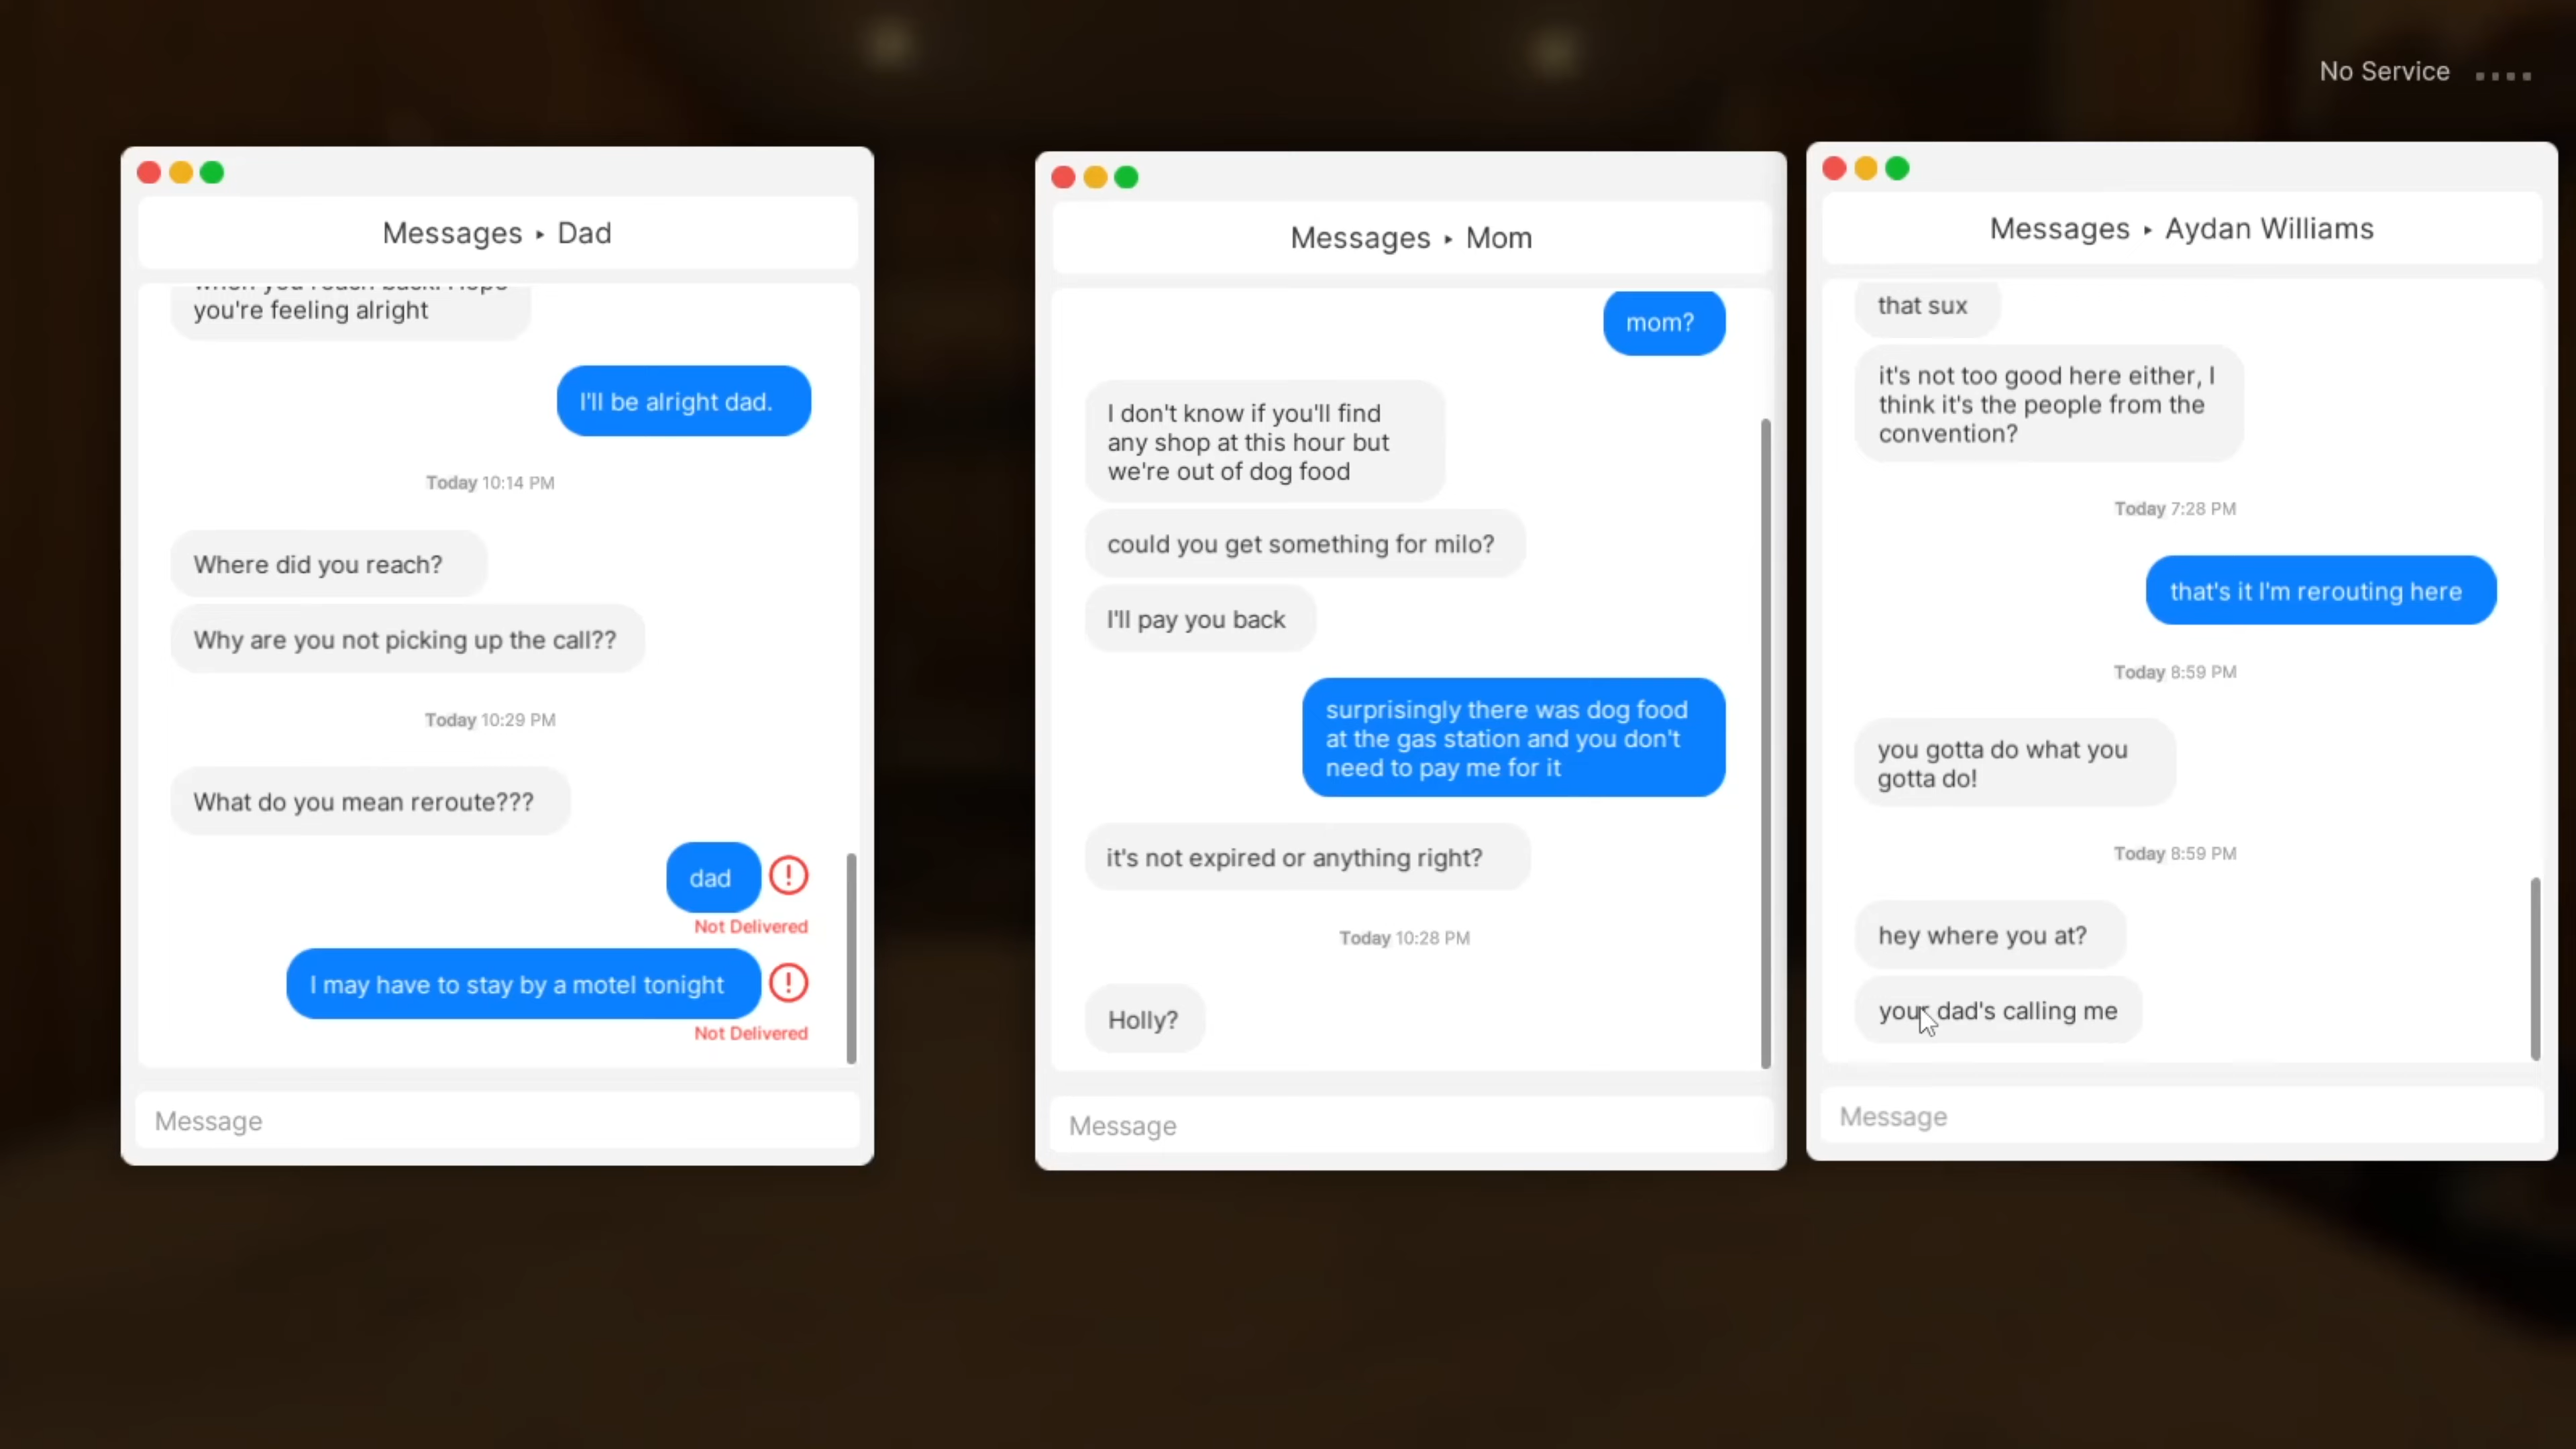 No Service
Messages ▸ Dad
you're feeling alright
I'll be alright dad.
Today 10:14 PM
Where did you reach?
Why are you not picking up the call??
Today 10:29 PM
What do you mean reroute???
dad
Not Delivered
I may have to stay by a motel tonight
Not Delivered
Message
Messages ▸ Mom
mom?
I don't know if you'll find
any shop at this hour but
we're out of dog food
could you get something for milo?
I'll pay you back
surprisingly there was dog food
at the gas station and you don't
need to pay me for it
it's not expired or anything right?
Today 10:28 PM
Holly?
Message
Messages ▸ Aydan Williams
that sux
it's not too good here either, I
think it's the people from the
convention?
Today 7:28 PM
that's it I'm rerouting here
Today 8:59 PM
you gotta do what you
gotta do!
Today 8:59 PM
hey where you at?
your dad's calling me
Message